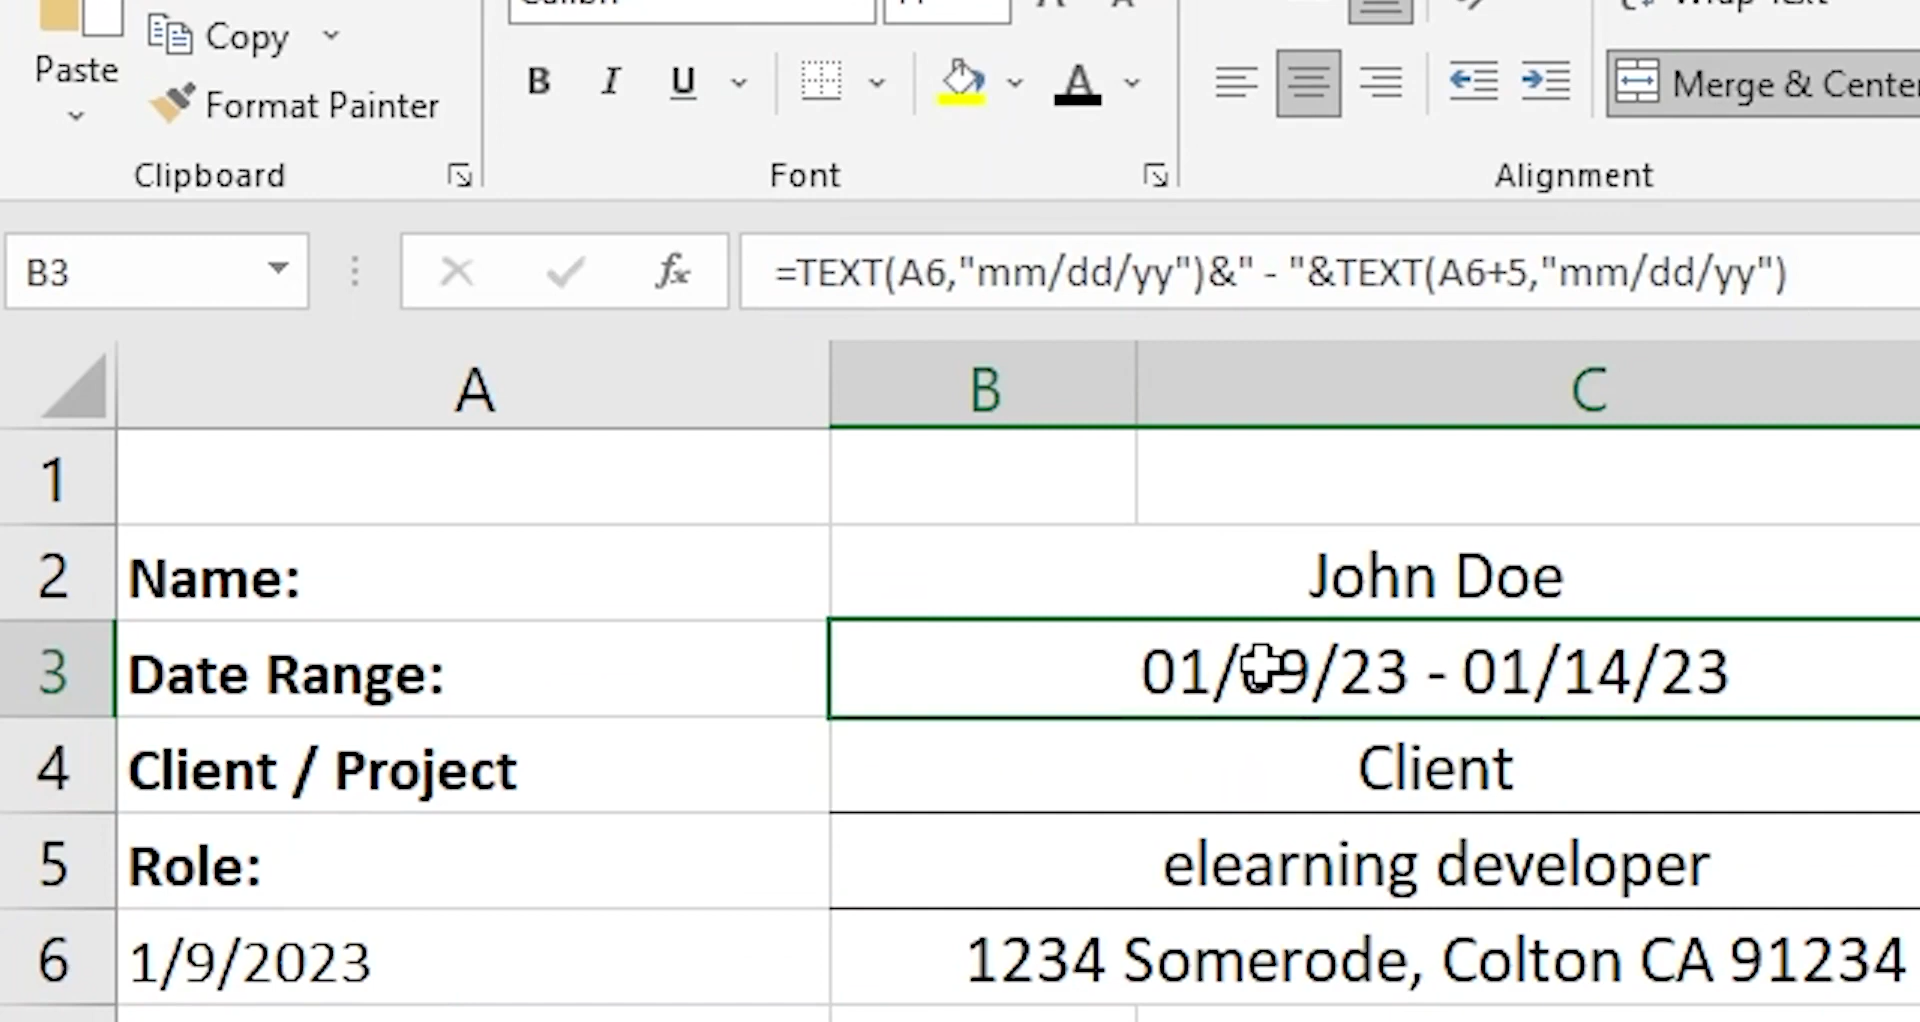 Copy
Paste
Format Painter
B I U A
Merge & Center
Clipboard
Font
Alignment
B3
fx
=TEXT(A6,"mm/dd/yy")&" - "&TEXT(A6+5,"mm/dd/yy")
A B C
1
2 Name: John Doe
3 Date Range: 01/09/23 - 01/14/23
4 Client / Project Client
5 Role: elearning developer
6 1/9/2023 1234 Somerode, Colton CA 91234